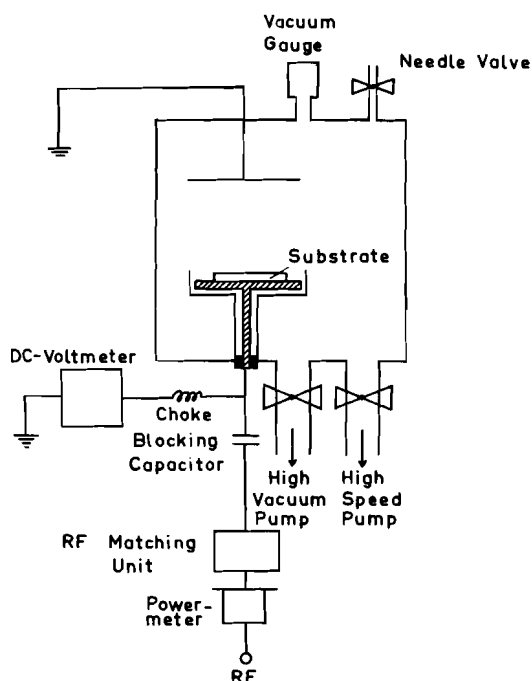 Vacuum
Gauge
Needle Valve
Substrate
DC-Voltmeter
Choke
Blocking
Capacitor
High
Vacuum
Pump
High
Speed
Pump
RF Matching
Unit
Power-
meter
RF